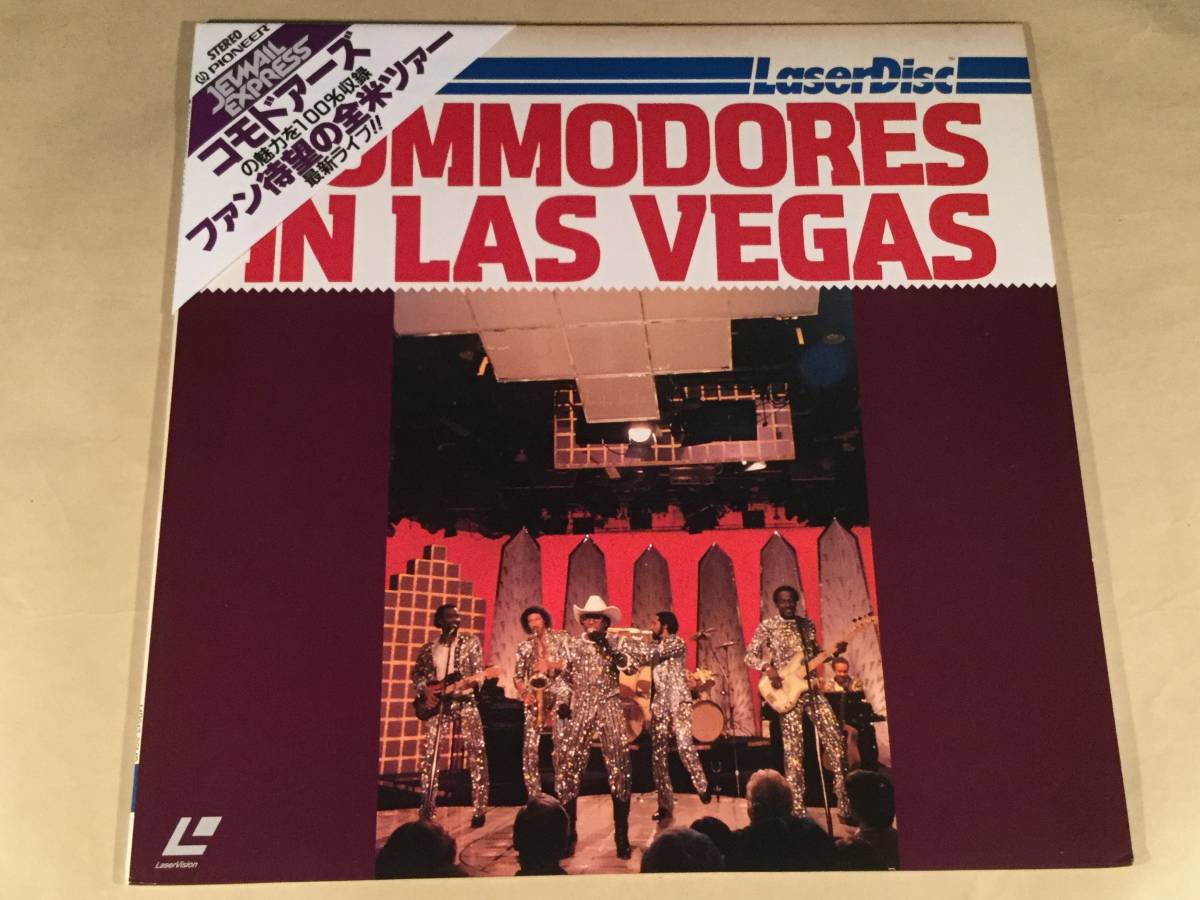 STEREO
PIONEER
JETMAIL
EXPRESS
コモドアーズ
の魅力を100%収録
ファン待望の全米ツァー
最新ライブ!!
LaserDisc
OMMODORES
IN LAS VEGAS
LaserVision